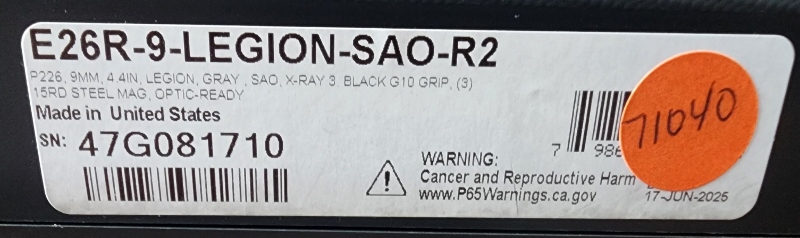 E26R-9-LEGION-SAO-R2
P226, 9MM, 4.4IN, LEGION, GRAY , SAO, X-RAY 3, BLACK G10 GRIP, (3)
15RD STEEL MAG, OPTIC-READY
Made in United States
SN: 47G081710
WARNING:
Cancer and Reproductive Harm
www.P65Warnings.ca.gov
7 986
71040
17-JUN-2025